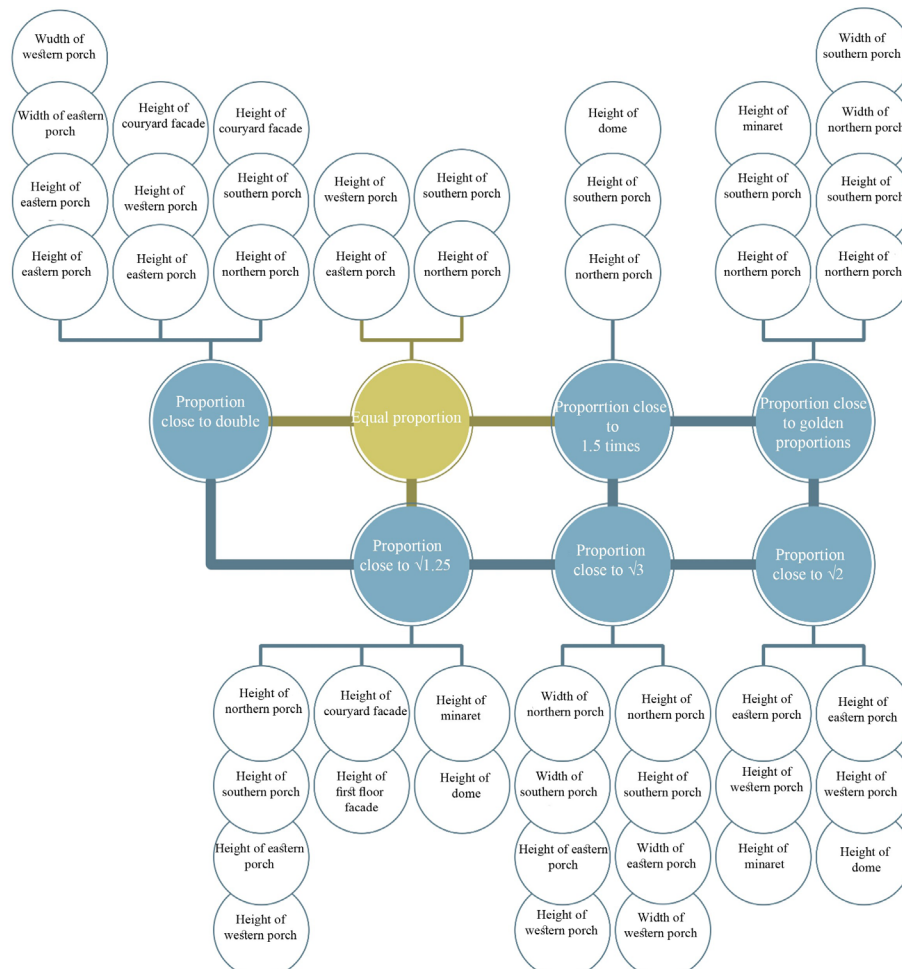 Wudth of
western porch
Width of eastern
porch
Height of
eastern porch
Height of
eastern porch
Height of
couryard facade
Height of
western porch
Height of
eastern porch
Height of
couryard facade
Height of
southern porch
Height of
northern porch
Height of
western porch
Height of
eastern porch
Height of
southern porch
Height of
northern porch
Height of
dome
Height of
southern porch
Height of
northern porch
Height of
minaret
Height of
southern porch
Height of
northern porch
Width of
southern porch
Width of
northern porch
Height of
southern porch
Height of
northern porch
Proportion
close to double
Equal proportion
Proporrtion close
to
1.5 times
Proportion close
to golden
proportions
Proportion
close to √1.25
Proportion
close to √3
Proportion
close to √2
Height of
northern porch
Height of
southern porch
Height of eastern
porch
Height of
western porch
Height of
couryard facade
Height of
first floor
facade
Height of
minaret
Height of
dome
Width of
northern porch
Width of
southern porch
Height of eastern
porch
Height of
western porch
Height of
northern porch
Height of
southern porch
Width of
eastern porch
Width of
western porch
Height of
eastern porch
Height of
western porch
Height of
minaret
Height of
eastern porch
Height of
western porch
Height of
dome